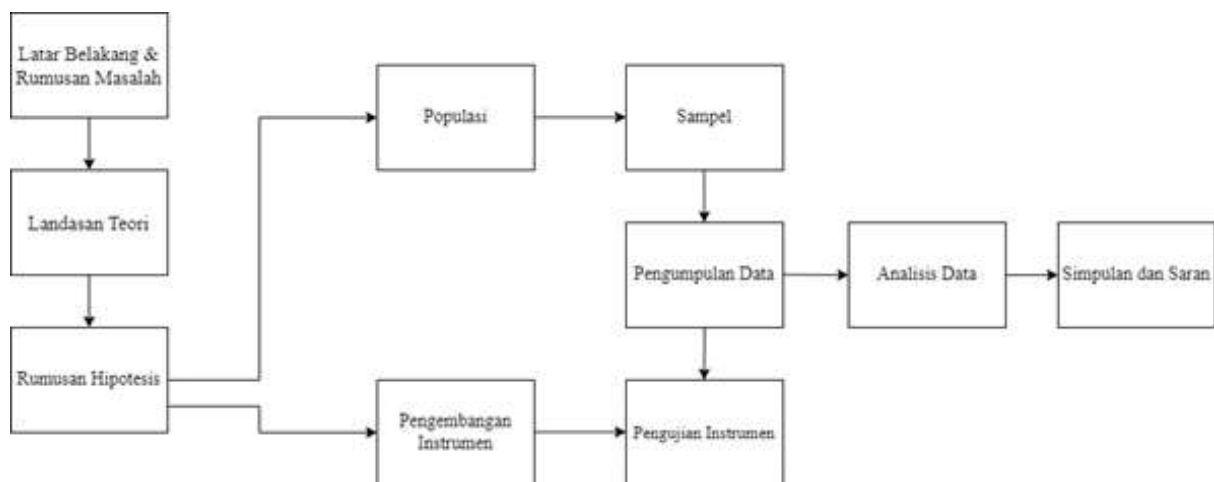 Latar Belakang &
Rumusan Masalah
Populasi
Sampel
Landasan Teori
Pengumpulan Data
Analisis Data
Simpulan dan Saran
Rumusan Hipotesis
Pengembangan
Instrumen
Pengujian Instrumen